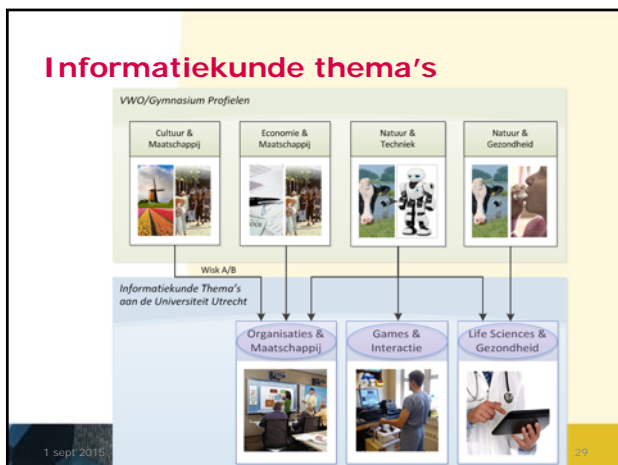 Informatiekunde thema's
VWO/Gymnasium Profielen
Cultuur &
Maatschappij
Economie &
Maatschappij
Natuur &
Techniek
Natuur &
Gezondheid
Wisk A/B
Informatiekunde Thema's
aan de Universiteit Utrecht
Organisaties &
Maatschappij
Games &
Interactie
Life Sciences &
Gezondheid
1 sept 2015
29